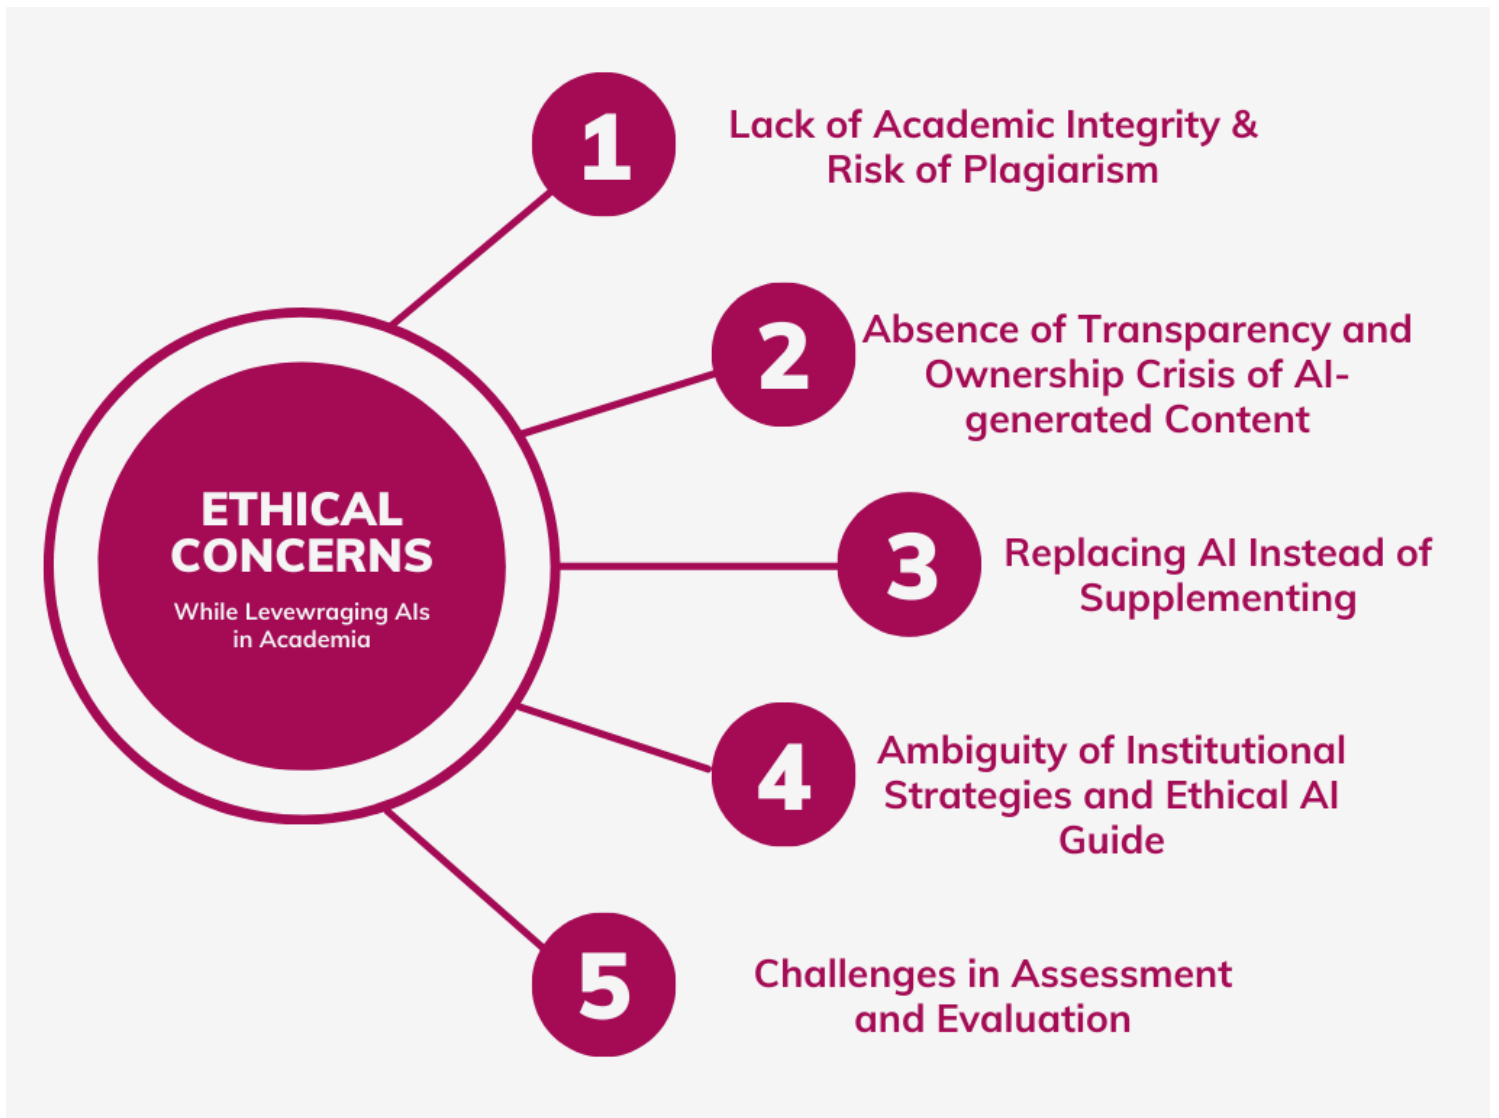 ETHICAL
CONCERNS
While Levewraging AIs
in Academia
1
Lack of Academic Integrity &
Risk of Plagiarism
2
Absence of Transparency and
Ownership Crisis of AI-
generated Content
3
Replacing AI Instead of
Supplementing
4
Ambiguity of Institutional
Strategies and Ethical AI
Guide
5
Challenges in Assessment
and Evaluation